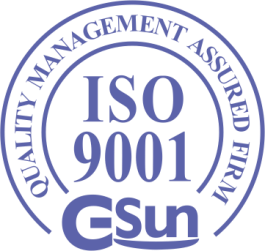 QUALITY MANAGEMENT ASSURED FIRM
ISO
9001
GSun